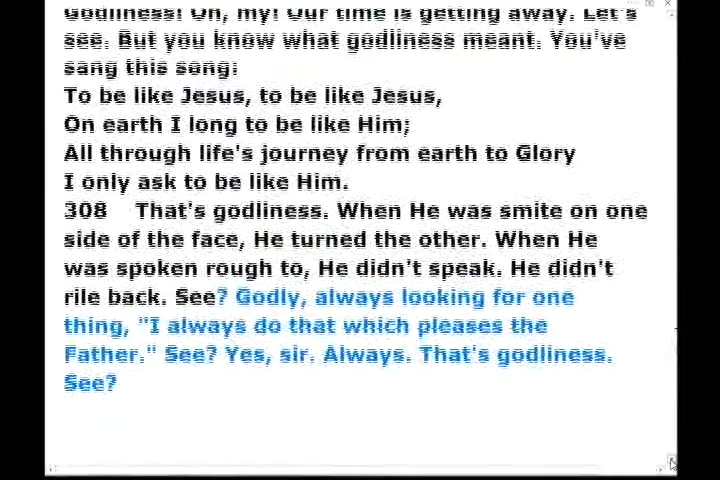 Godliness! Oh, my! Our time is getting away. Let's
see. But you know what godliness meant. You've
sang this song:
To be like Jesus, to be like Jesus,
On earth I long to be like Him;
All through life's journey from earth to Glory
I only ask to be like Him.
308 That's godliness. When He was smite on one
side of the face, He turned the other. When He
was spoken rough to, He didn't speak. He didn't
rile back. See? Godly, always looking for one
thing, "I always do that which pleases the
Father." See? Yes, sir. Always. That's godliness.
See?